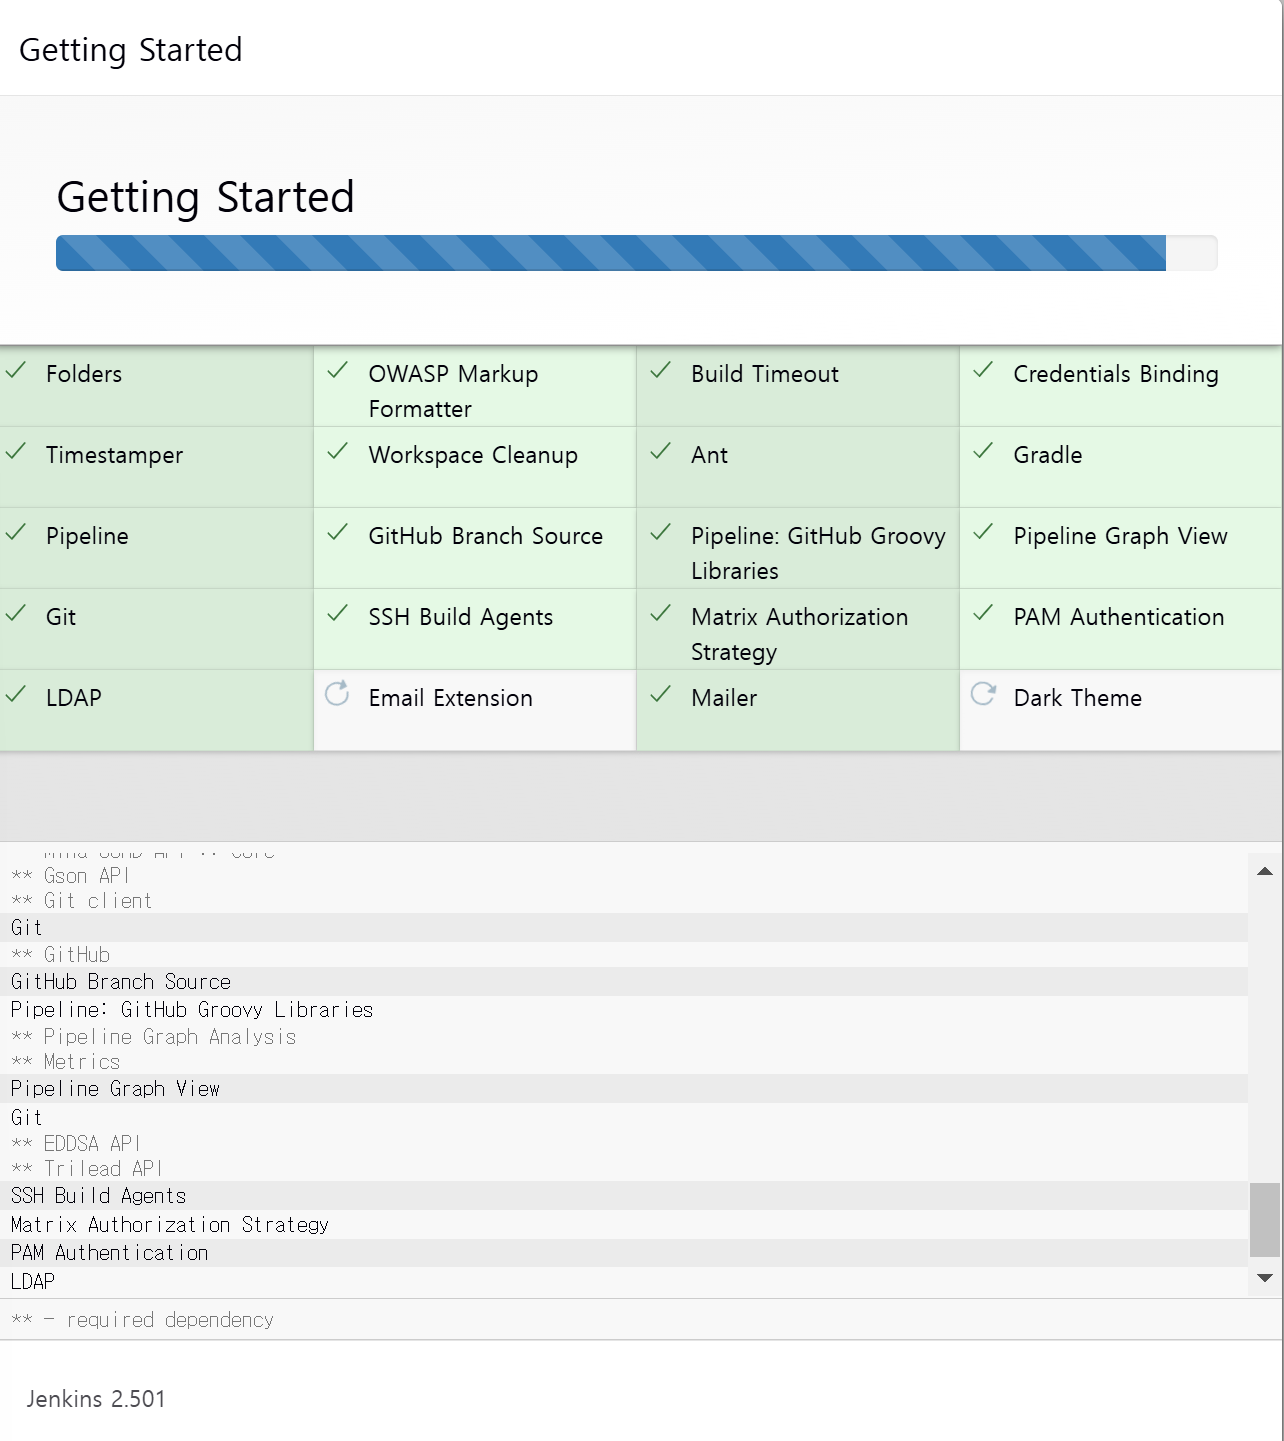 Getting Started
Getting Started
Folders
OWASP Markup
Formatter
Build Timeout
Credentials Binding
Timestamper
Workspace Cleanup
Ant
Gradle
Pipeline
GitHub Branch Source
Pipeline: GitHub Groovy
Libraries
Pipeline Graph View
Git
SSH Build Agents
Matrix Authorization
Strategy
PAM Authentication
LDAP
Email Extension
Mailer
Dark Theme
** Gson API
** Git client
Git
** GitHub
GitHub Branch Source
Pipeline: GitHub Groovy Libraries
** Pipeline Graph Analysis
** Metrics
Pipeline Graph View
Git
** EDDSA API
** Trilead API
SSH Build Agents
Matrix Authorization Strategy
PAM Authentication
LDAP
** - required dependency
Jenkins 2.501